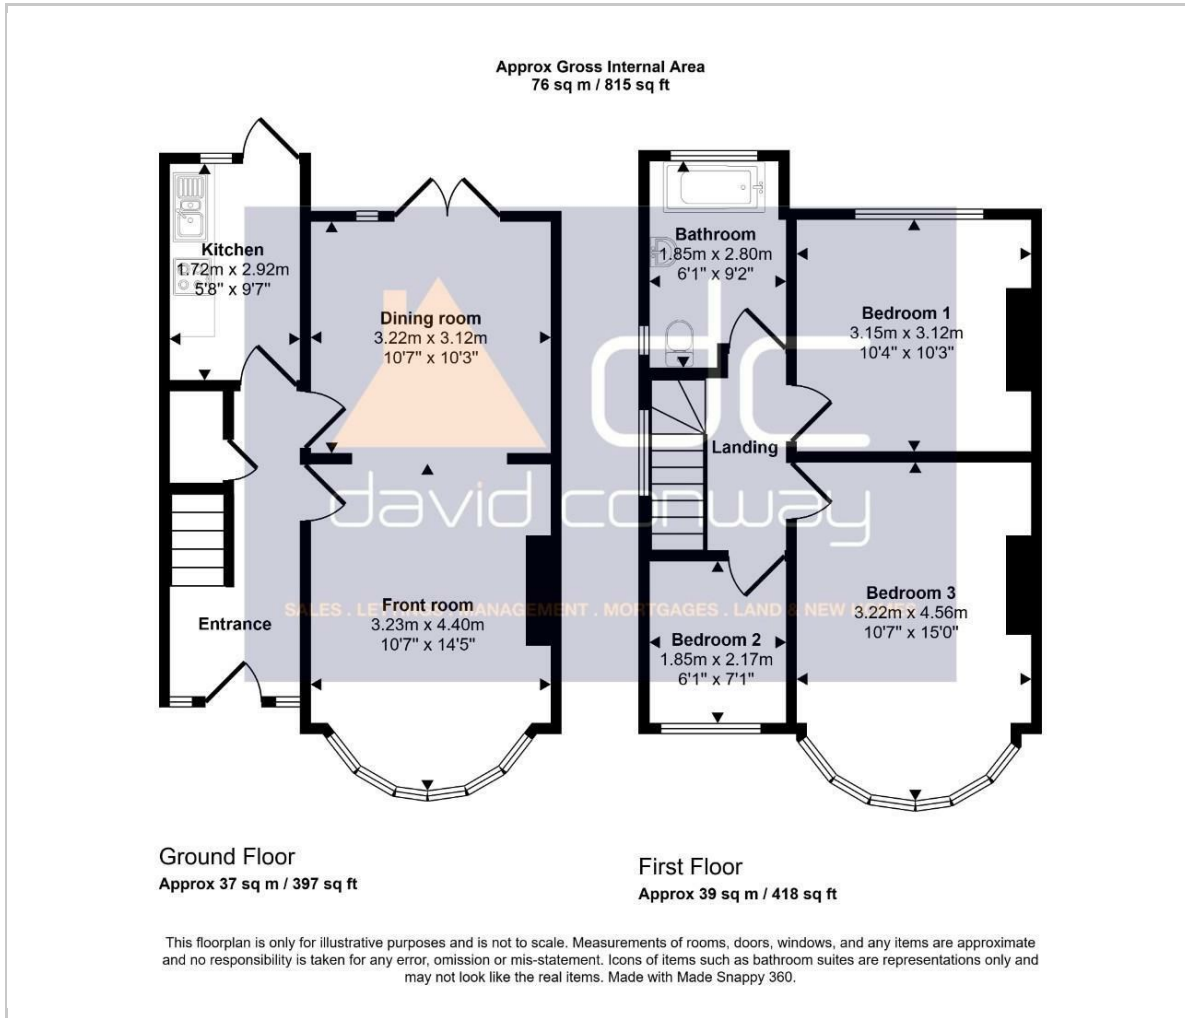 Approx Gross Internal Area
76 sq m / 815 sq ft
Kitchen
1.72m x 2.92m
5'8" x 9'7"
Dining room
3.22m x 3.12m
10'7" x 10'3"
Front room
3.23m x 4.40m
10'7" x 14'5"
Entrance
Bathroom
1.85m x 2.80m
6'1" x 9'2"
Bedroom 1
3.15m x 3.12m
10'4" x 10'3"
Landing
Bedroom 2
1.85m x 2.17m
6'1" x 7'1"
Bedroom 3
3.22m x 4.56m
10'7" x 15'0"
dc
david conway
SALES . MANAGEMENT . MORTGAGES . LAND & NEW
Ground Floor
Approx 37 sq m / 397 sq ft
First Floor
Approx 39 sq m / 418 sq ft
This floorplan is only for illustrative purposes and is not to scale. Measurements of rooms, doors, windows, and any items are approximate
and no responsibility is taken for any error, omission or mis-statement. Icons of items such as bathroom suites are representations only and
may not look like the real items. Made with Made Snappy 360.